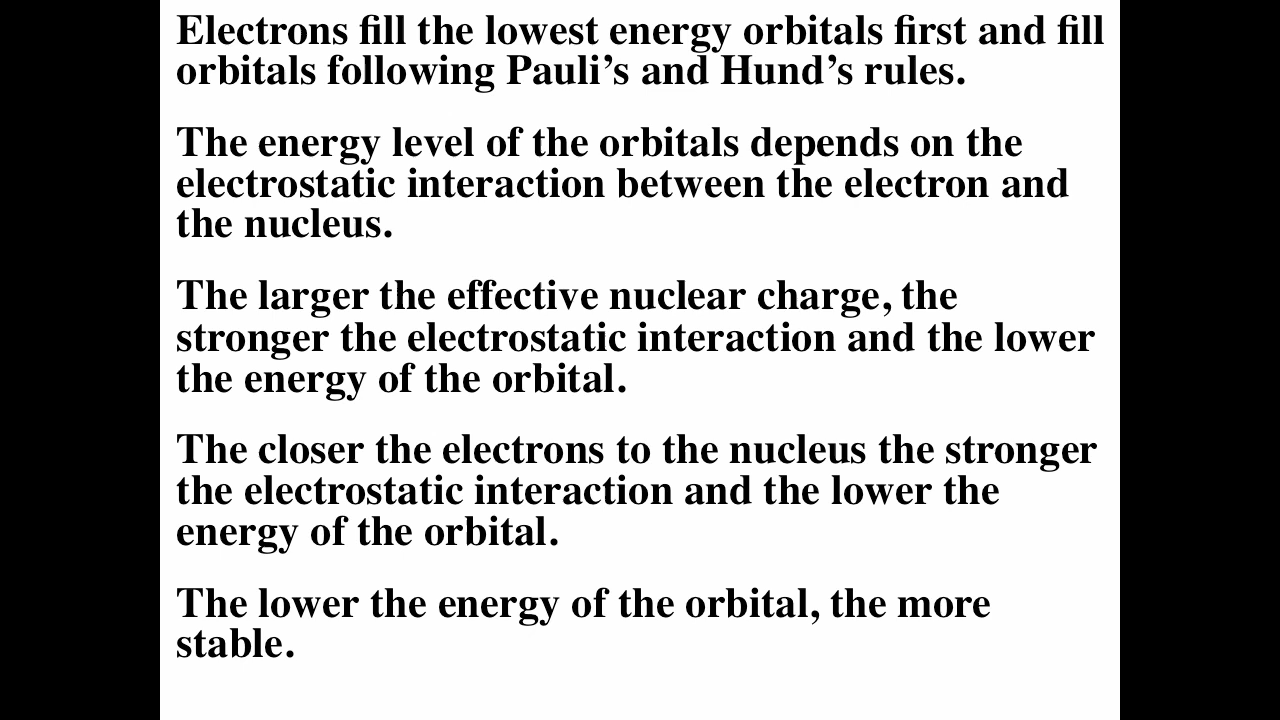 Electrons fill the lowest energy orbitals first and fill
orbitals following Pauli’s and Hund’s rules.
The energy level of the orbitals depends on the
electrostatic interaction between the electron and
the nucleus.
The larger the effective nuclear charge, the
stronger the electrostatic interaction and the lower
the energy of the orbital.
The closer the electrons to the nucleus the stronger
the electrostatic interaction and the lower the
energy of the orbital.
The lower the energy of the orbital, the more
stable.